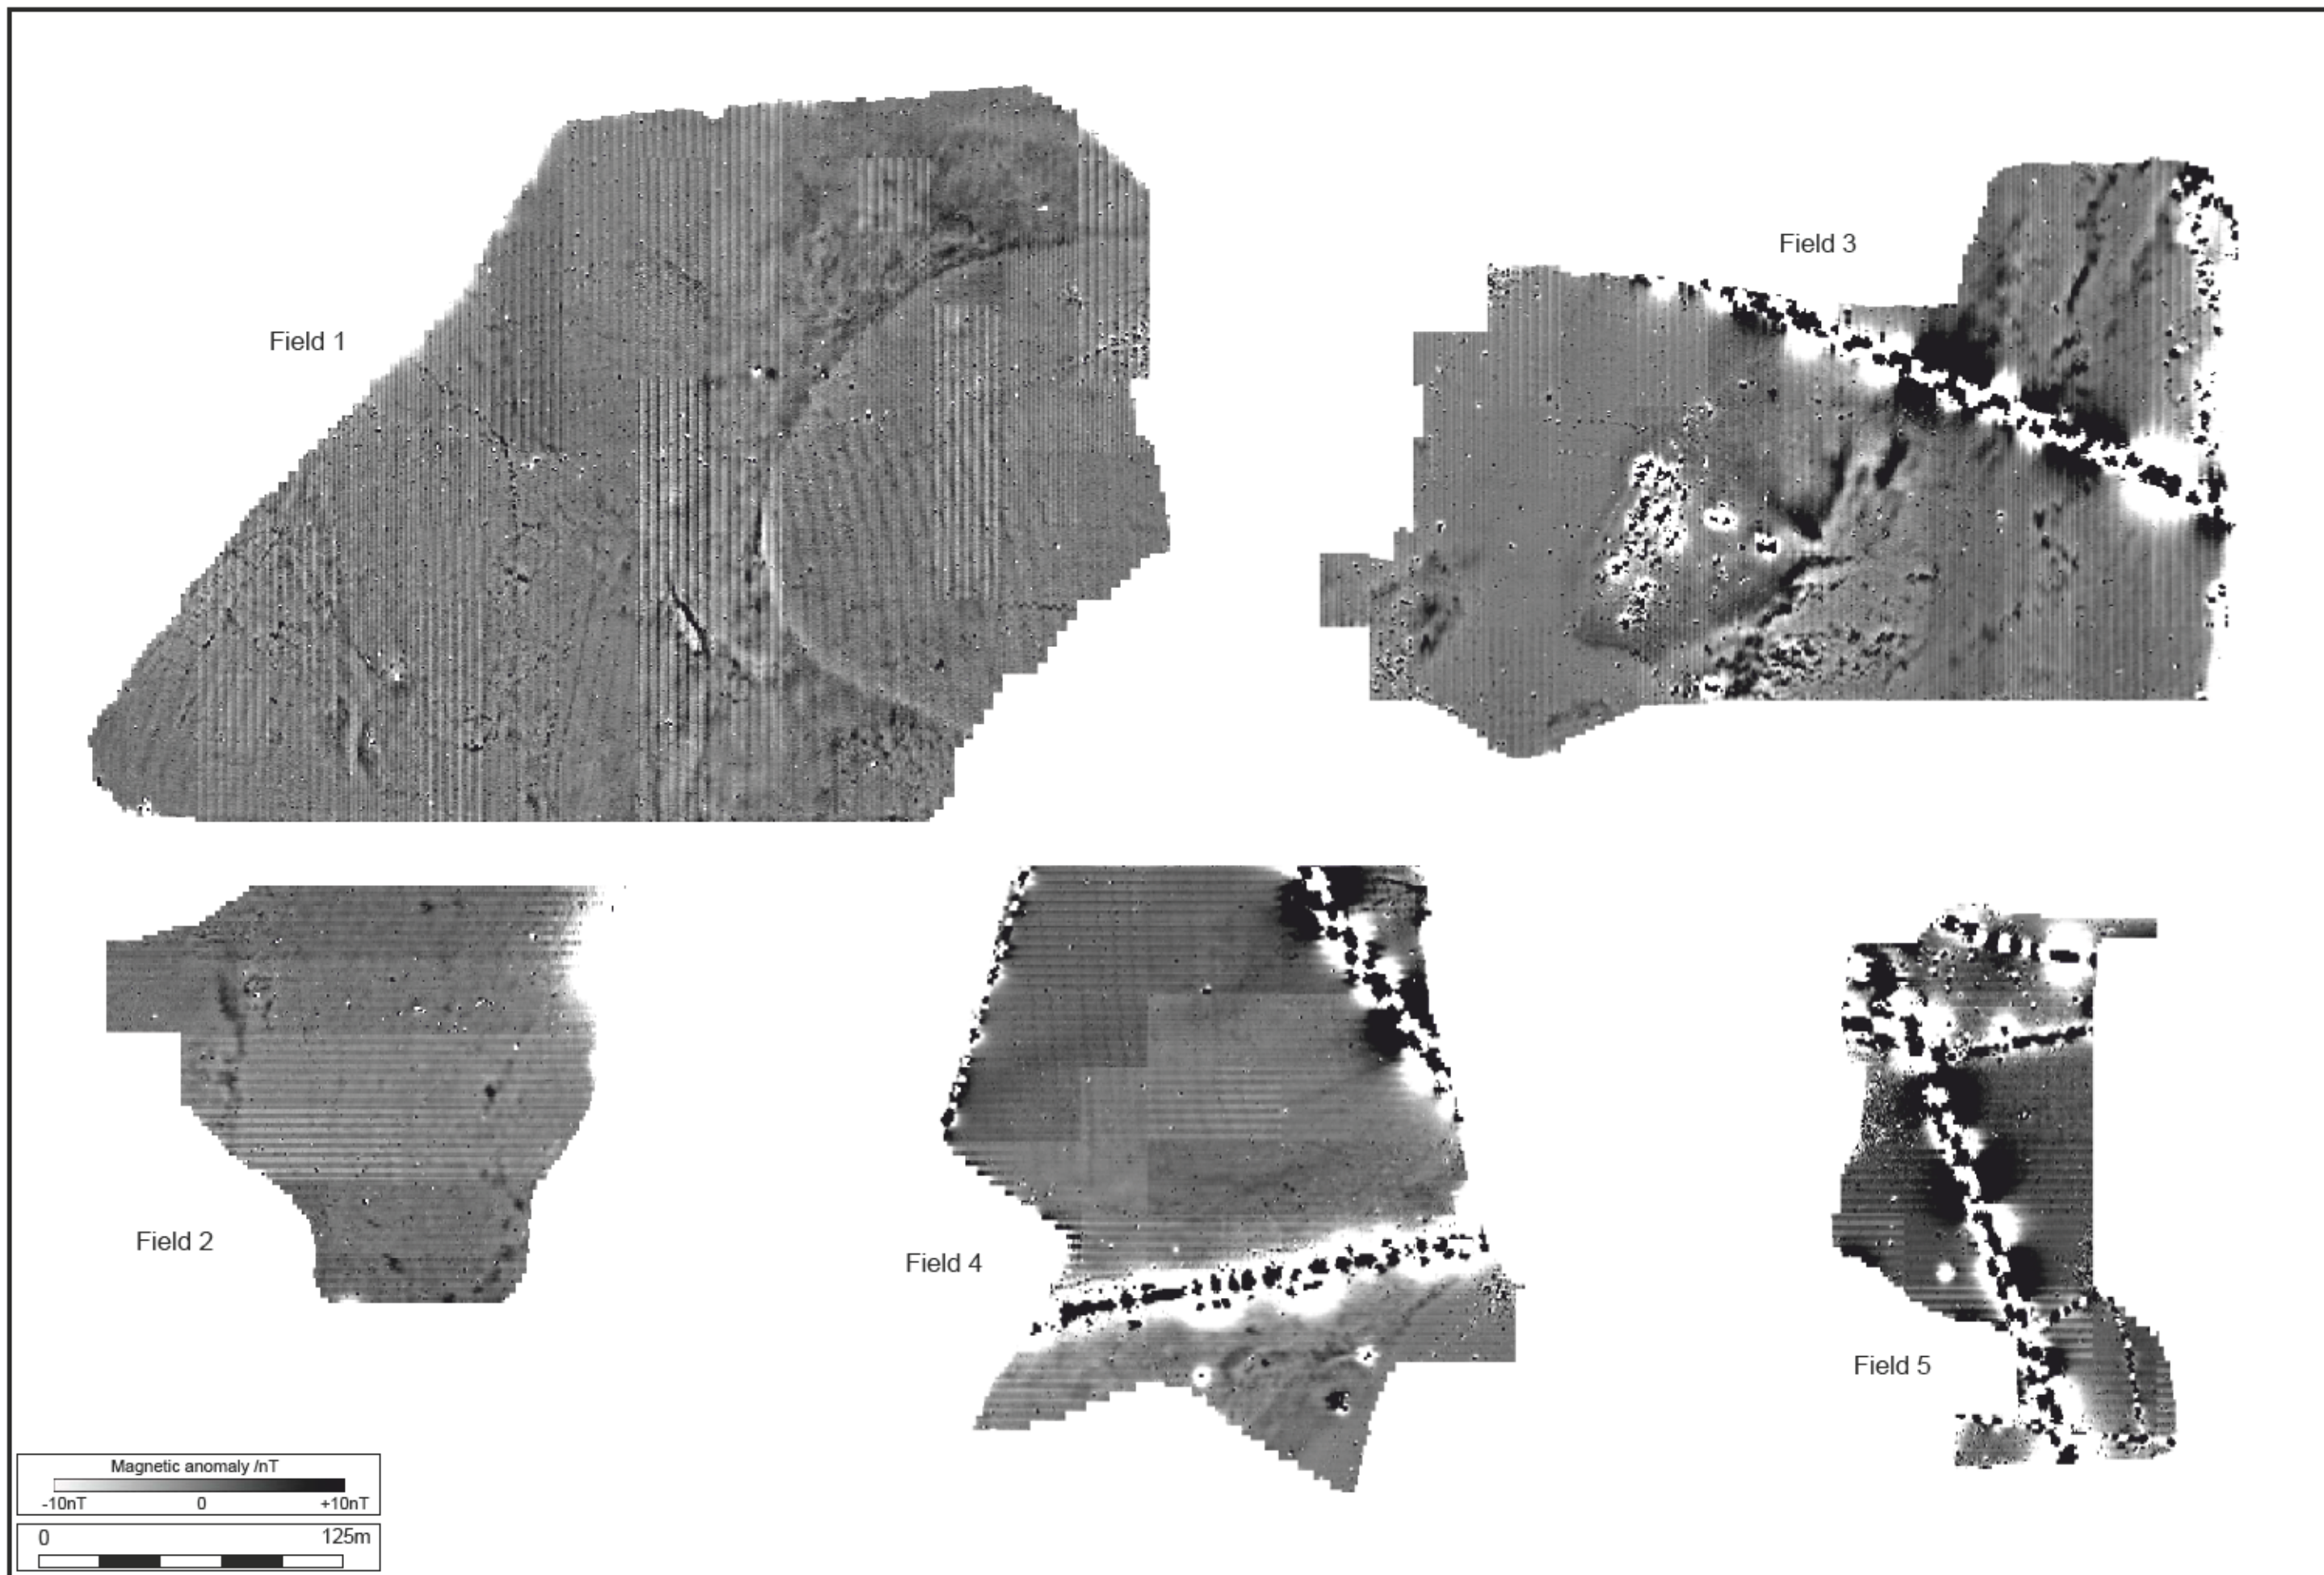 Field 3
Field 1
Field 2
Field 4
Field 5
Magnetic anomaly /nT
-10nT 0 +10nT
0 125m